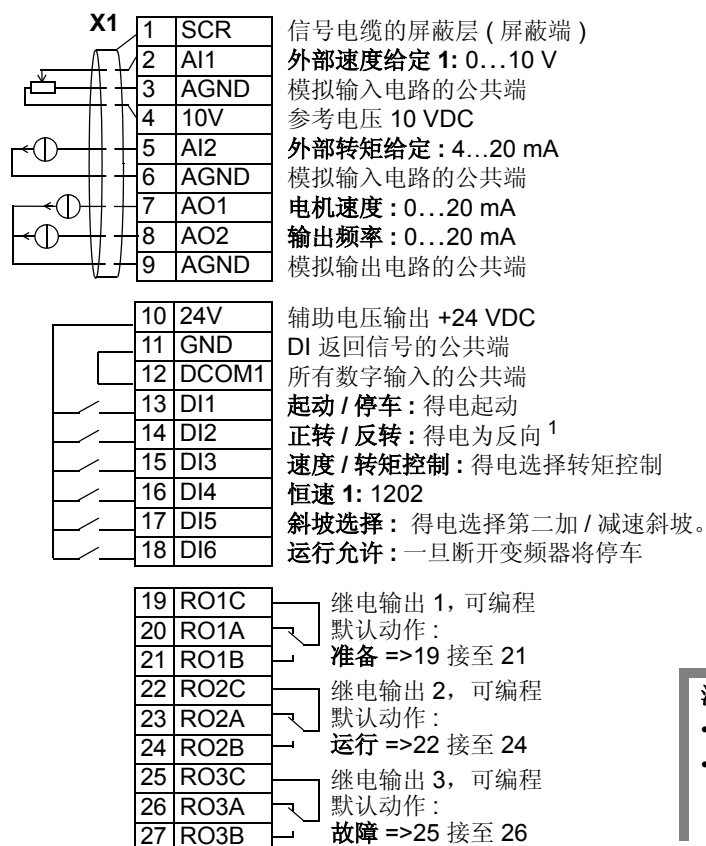 X1
1 SCR 信号电缆的屏蔽层 ( 屏蔽端 )
2 AI1 外部速度给定 1: 0…10 V
3 AGND 模拟输入电路的公共端
4 10V 参考电压 10 VDC
5 AI2 外部转矩给定 : 4…20 mA
6 AGND 模拟输入电路的公共端
7 AO1 电机速度 : 0…20 mA
8 AO2 输出频率 : 0…20 mA
9 AGND 模拟输出电路的公共端
10 24V 辅助电压输出 +24 VDC
11 GND DI 返回信号的公共端
12 DCOM1 所有数字输入的公共端
13 DI1 起动 / 停车 : 得电起动
14 DI2 正转 / 反转 : 得电为反向 1
15 DI3 速度 / 转矩控制 : 得电选择转矩控制
16 DI4 恒速 1: 1202
17 DI5 斜坡选择 : 得电选择第二加 / 减速斜坡。
18 DI6 运行允许 : 一旦断开变频器将停车
19 RO1C 继电输出 1，可编程
20 RO1A 默认动作 :
21 RO1B 准备 =>19 接至 21
22 RO2C 继电输出 2，可编程
23 RO2A 默认动作 :
24 RO2B 运行 =>22 接至 24
25 RO3C 继电输出 3，可编程
26 RO3A 默认动作 :
27 RO3B 故障 =>25 接至 26